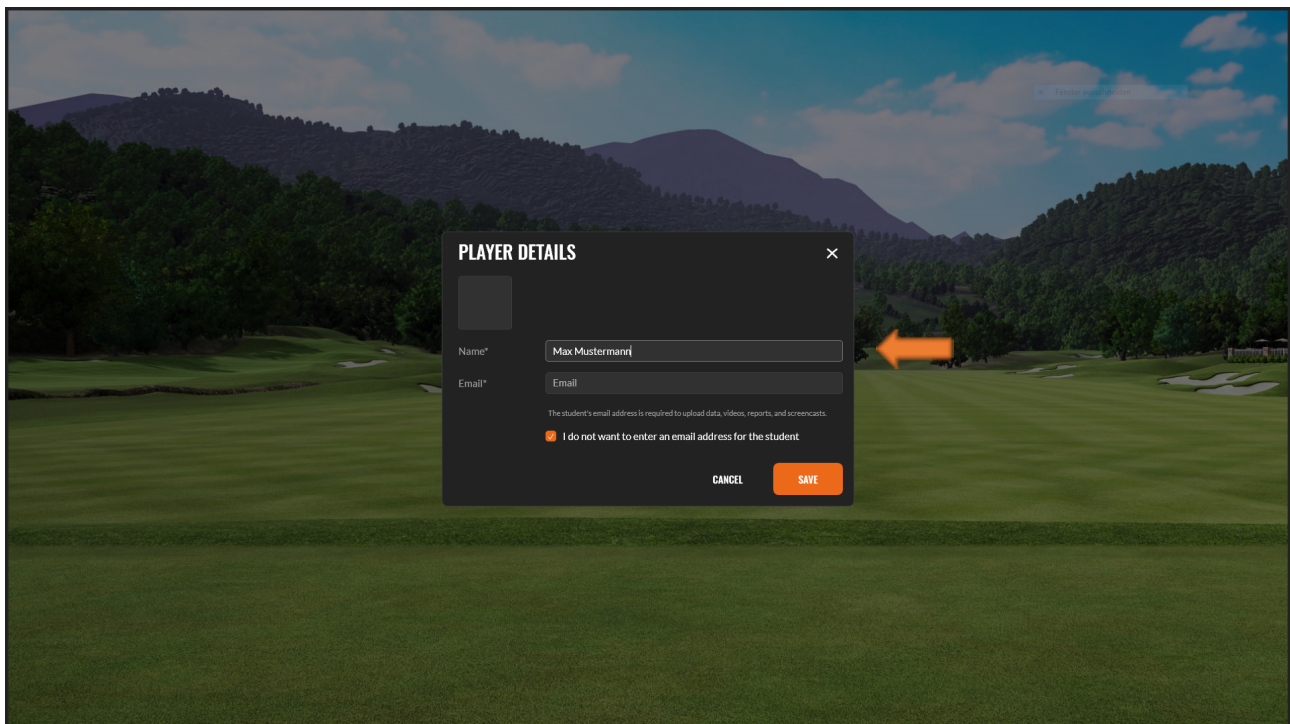 PLAYER DETAILS
Name*
Max Mustermann
Email*
Email
The student's email address is required to upload data, videos, reports, and screencasts.
I do not want to enter an email address for the student
CANCEL
SAVE